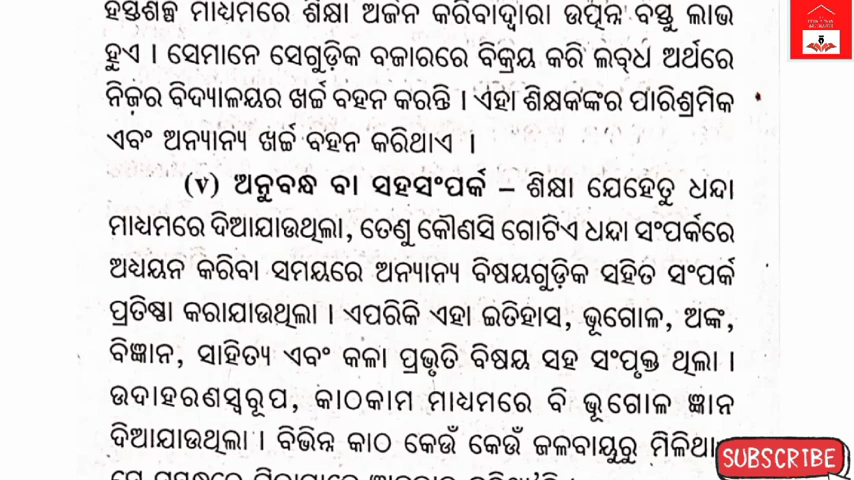 ହସ୍ତଶିଳ୍ପ ମାଧ୍ୟମରେ ଶିକ୍ଷା ଅର୍ଜନ କରିବାଦ୍ୱାରା ଉତ୍ପନ୍ନ ବସ୍ତୁ ଲାଭ
ହୁଏ । ସେମାନେ ସେଗୁଡ଼ିକ ବଜାରରେ ବିକ୍ରୟ କରି ଲବ୍ଧ ଅର୍ଥରେ
ନିଜର ବିଦ୍ୟାଳୟର ଖର୍ଚ୍ଚ ବହନ କରନ୍ତି । ଏହା ଶିକ୍ଷକଙ୍କର ପାରିଶ୍ରମିକ
ଏବଂ ଅନ୍ୟାନ୍ୟ ଖର୍ଚ୍ଚ ବହନ କରିଥାଏ ।
(v) ଅନୁବନ୍ଧ ବା ସହସଂପର୍କ – ଶିକ୍ଷା ଯେହେତୁ ଧନ୍ଦା
ମାଧ୍ୟମରେ ଦିଆଯାଉଥିଲା, ତେଣୁ କୌଣସି ଗୋଟିଏ ଧନ୍ଦା ସଂପର୍କରେ
ଅଧ୍ୟୟନ କରିବା ସମୟରେ ଅନ୍ୟାନ୍ୟ ବିଷୟଗୁଡ଼ିକ ସହିତ ସଂପର୍କ
ପ୍ରତିଷ୍ଠା କରାଯାଉଥିଲା । ଏପରିକି ଏହା ଇତିହାସ, ଭୂଗୋଳ, ଅଙ୍କ,
ବିଜ୍ଞାନ, ସାହିତ୍ୟ ଏବଂ କଳା ପ୍ରଭୃତି ବିଷୟ ସହ ସଂପୃକ୍ତ ଥିଲା ।
ଉଦାହରଣସ୍ୱରୂପ, କାଠକାମ ମାଧ୍ୟମରେ ବି ଭୂଗୋଳ ଜ୍ଞାନ
ଦିଆଯାଉଥିଲା । ବିଭିନ୍ନ କାଠ କେଉଁ କେଉଁ ଜଳବାୟୁରୁ
SUBSCRIBE